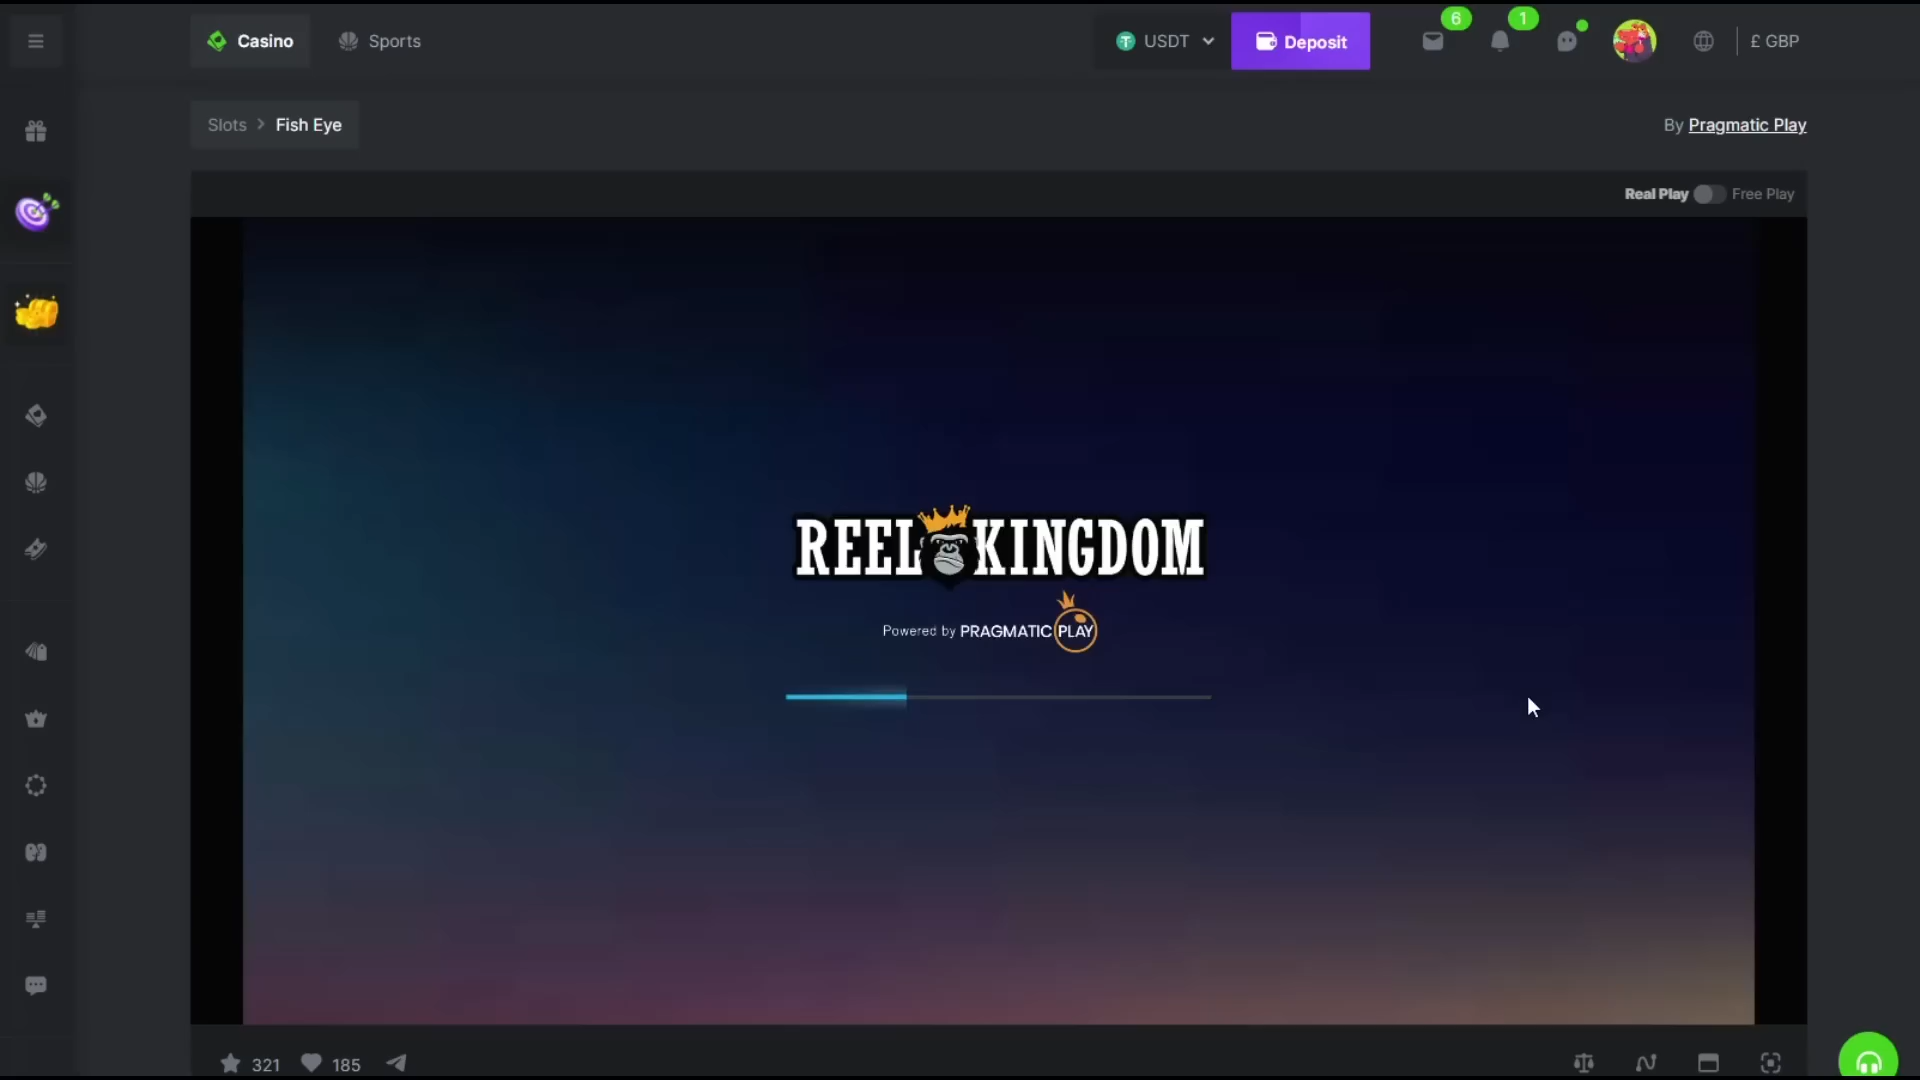 Casino
Sports
USDT
Deposit
6
1
£ GBP
Slots > Fish Eye
By Pragmatic Play
Real Play
Free Play
REEL KINGDOM
Powered by PRAGMATIC PLAY
321
185